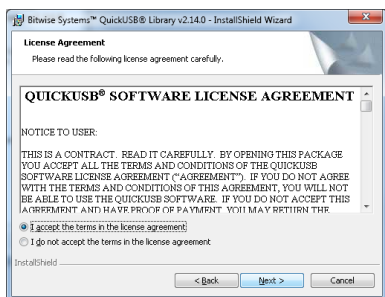 Bitwise Systems™ QuickUSB® Library v2.14.0 - InstallShield Wizard
License Agreement
Please read the following license agreement carefully.
QUICKUSB® SOFTWARE LICENSE AGREEMENT
NOTICE TO USER:
THIS IS A CONTRACT. READ IT CAREFULLY. BY OPENING THIS PACKAGE
YOU ACCEPT ALL THE TERMS AND CONDITIONS OF THE QUICKUSB
SOFTWARE LICENSE AGREEMENT (“AGREEMENT”). IF YOU DO NOT AGREE
WITH THE TERMS AND CONDITIONS OF THIS AGREEMENT, YOU WILL NOT
BE ABLE TO USE THE QUICKUSB SOFTWARE. IF YOU DO NOT ACCEPT THIS
AGREEMENT AND HAVE PROOF OF PAYMENT, YOU MAY RETURN THE
I accept the terms in the license agreement
I do not accept the terms in the license agreement
InstallShield
< Back
Next >
Cancel